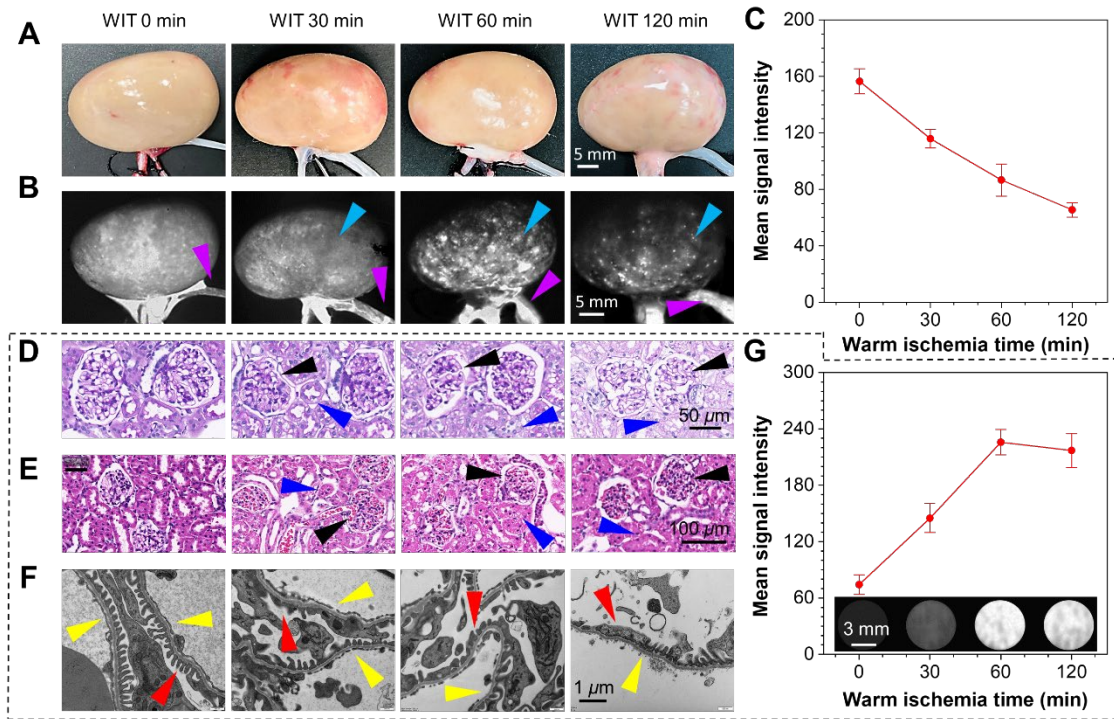 WIT 0 min WIT 30 min WIT 60 min WIT 120 min
A
5 mm
B
5 mm
C
Mean signal intensity
200
160
120
80
40
0
0 30 60 120
Warm ischemia time (min)
D
50 µm
E
100 µm
F
1 µm
G
Mean signal intensity
300
240
180
120
60
0
3 mm
0 30 60 120
Warm ischemia time (min)